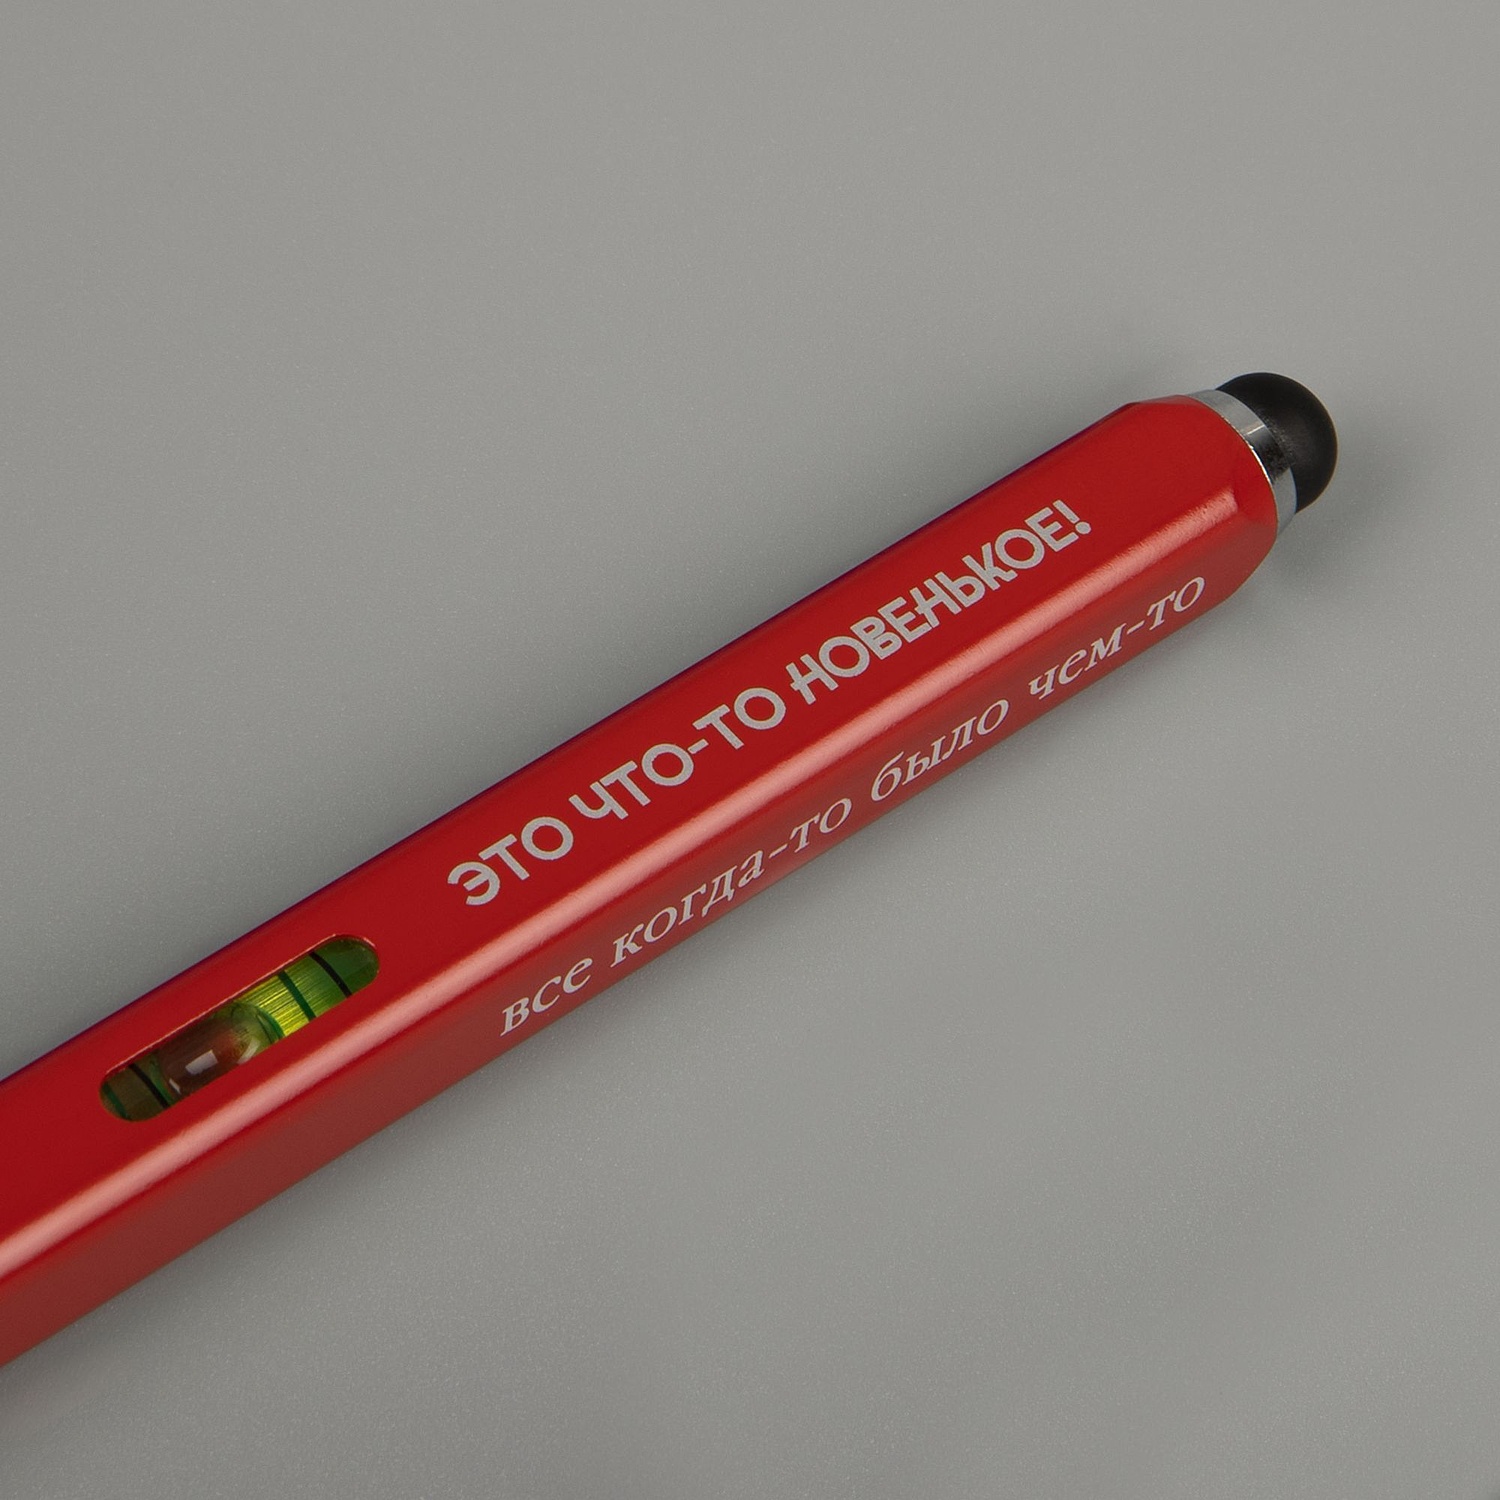 ЭТО ЧТО-ТО НОВЕНЬКОЕ!
все когда-то было чем-то